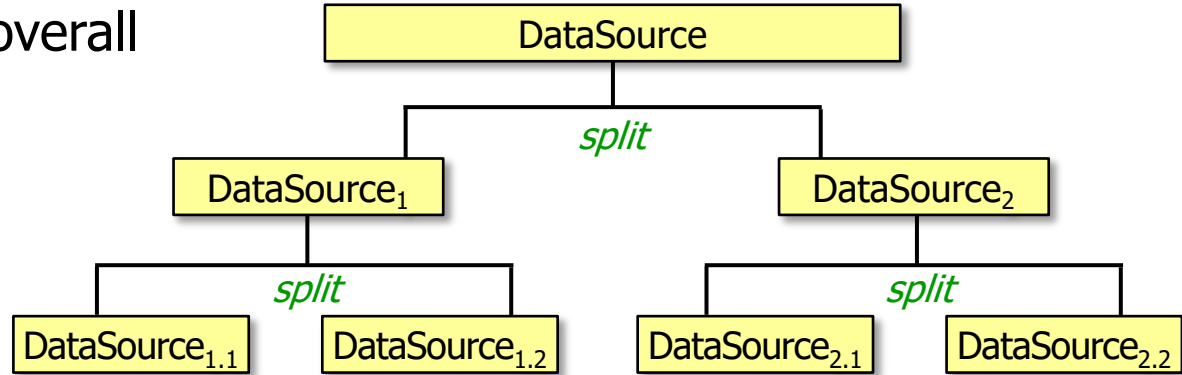 overall
DataSource
split
DataSource₁ DataSource₂
split split
DataSource₁.₁ DataSource₁.₂ DataSource₂.₁ DataSource₂.₂